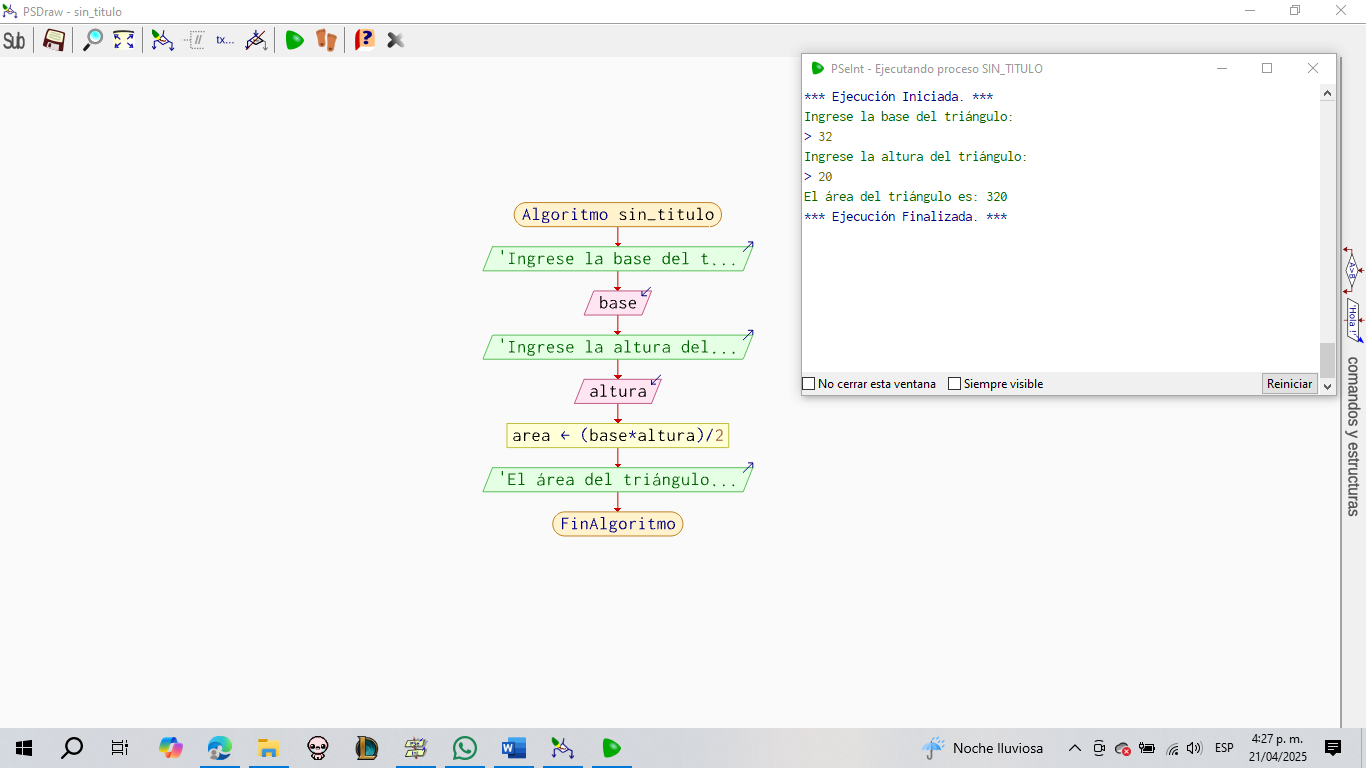 PSDraw - sin_titulo
Sub
tx...
PSeInt - Ejecutando proceso SIN_TITULO
*** Ejecución Iniciada. ***
Ingrese la base del triángulo:
> 32
Ingrese la altura del triángulo:
> 20
El área del triángulo es: 320
*** Ejecución Finalizada. ***
No cerrar esta ventana
Siempre visible
Reiniciar
Algoritmo sin_titulo
'Ingrese la base del t...
base
'Ingrese la altura del...
altura
area ← (base*altura)/2
'El área del triángulo...
FinAlgoritmo
A>B
'Hola !'
comandos y estructuras
Noche lluviosa
ESP
4:27 p. m.
21/04/2025